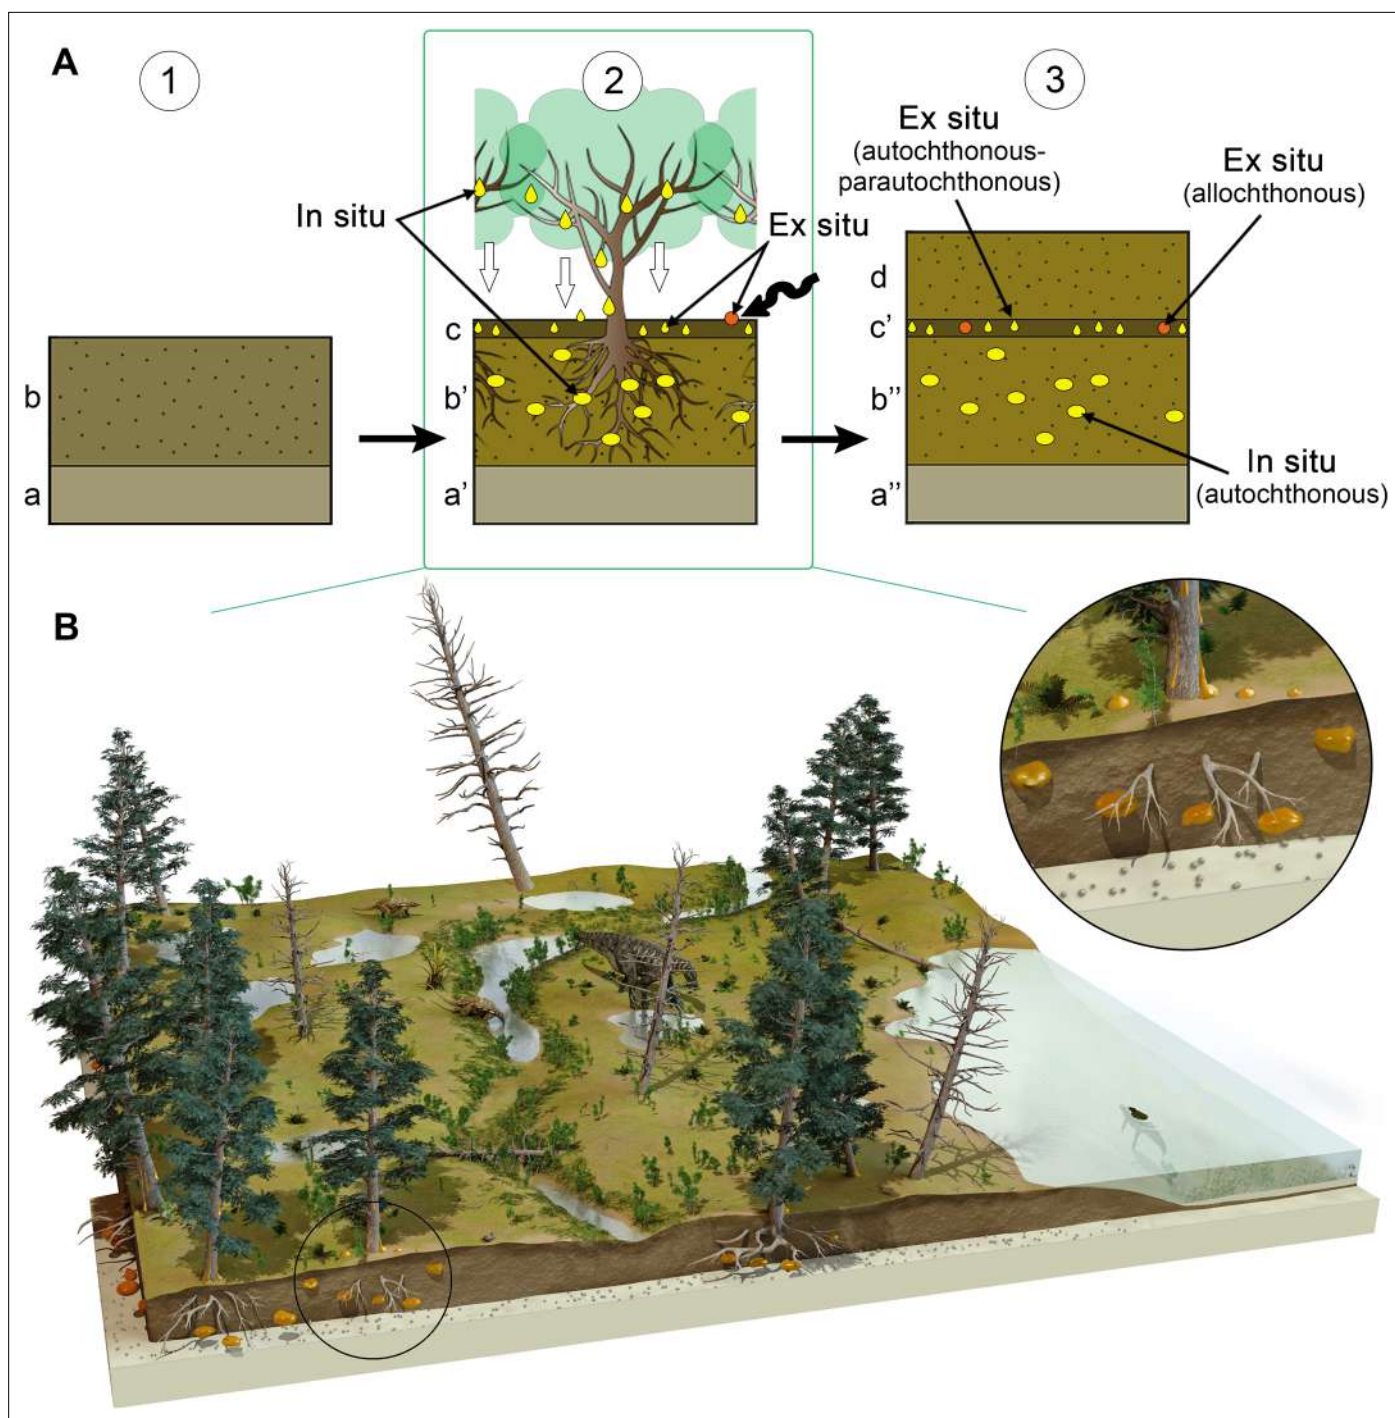 A
1
2
3
Ex situ
(autochthonous-
parautochthonous)
Ex situ
(allochthonous)
In situ
Ex situ
d
c
c'
b
b'
b''
In situ
(autochthonous)
a
a'
a''
B